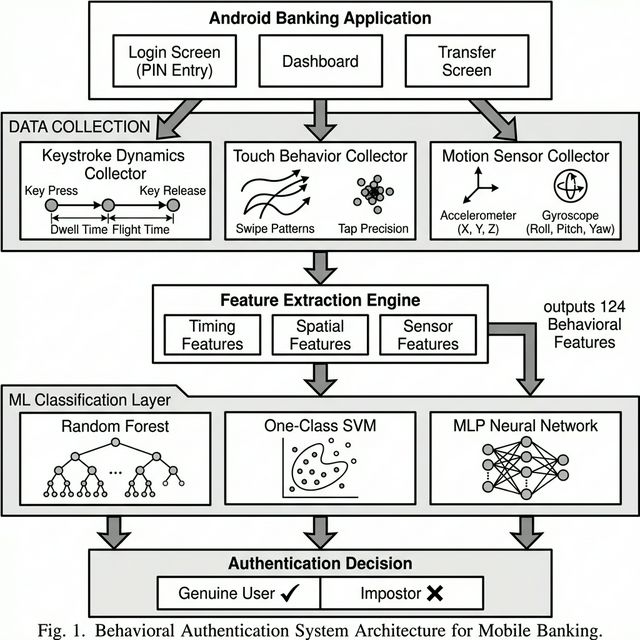 Android Banking Application
Login Screen
(PIN Entry)
Dashboard
Transfer
Screen
DATA COLLECTION
Keystroke Dynamics
Collector
Key Press
Key Release
Dwell Time
Flight Time
Touch Behavior Collector
Swipe Patterns
Tap Precision
Motion Sensor Collector
Accelerometer
(X, Y, Z)
Gyroscope
(Roll, Pitch, Yaw)
Feature Extraction Engine
Timing
Features
Spatial
Features
Sensor
Features
outputs 124
Behavioral
Features
ML Classification Layer
Random Forest
...
One-Class SVM
MLP Neural Network
Authentication Decision
Genuine User ✓
Impostor ✗
Fig. 1. Behavioral Authentication System Architecture for Mobile Banking.